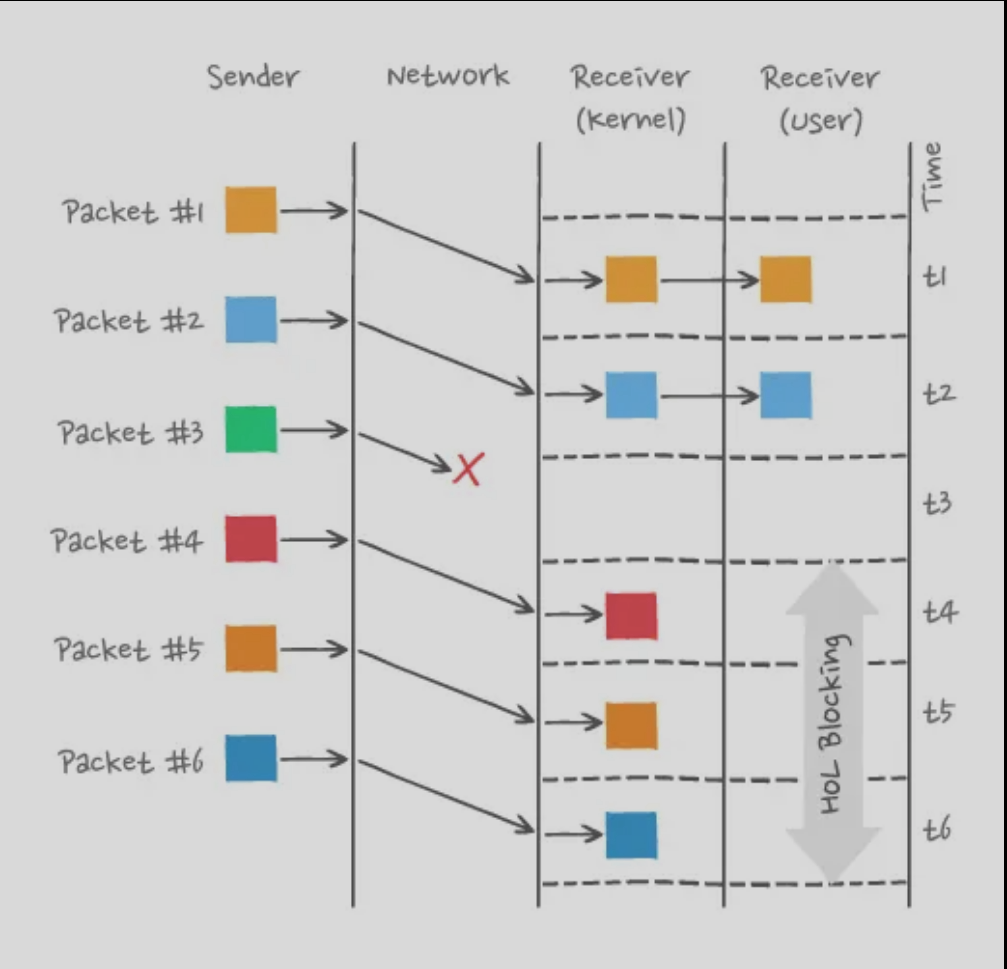 Sender
Network
Receiver
(kernel)
Receiver
(user)
Time
Packet #1
t1
Packet #2
t2
Packet #3
X
t3
Packet #4
t4
Packet #5
t5
Packet #6
t6
HoL Blocking